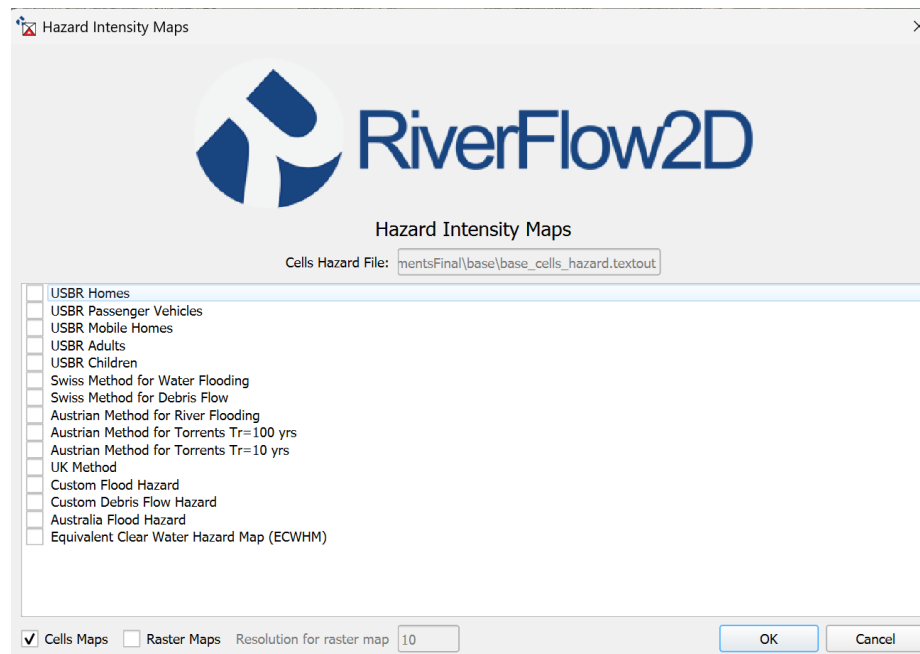 Hazard Intensity Maps
RiverFlow2D
Hazard Intensity Maps
Cells Hazard File: mentsFinal\base\base_cells_hazard.textout
USBR Homes
USBR Passenger Vehicles
USBR Mobile Homes
USBR Adults
USBR Children
Swiss Method for Water Flooding
Swiss Method for Debris Flow
Austrian Method for River Flooding
Austrian Method for Torrents Tr=100 yrs
Austrian Method for Torrents Tr=10 yrs
UK Method
Custom Flood Hazard
Custom Debris Flow Hazard
Australia Flood Hazard
Equivalent Clear Water Hazard Map (ECWHM)
Cells Maps Raster Maps Resolution for raster map 10 OK Cancel